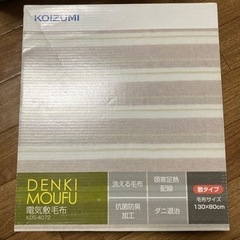 KOIZUMI
DENKI
MOUFU
電気敷毛布
KDS-4072
洗える毛布
頭寒足熱
配線
抗菌防臭
加工
ダニ退治
敷タイプ
毛布サイズ
130×80cm